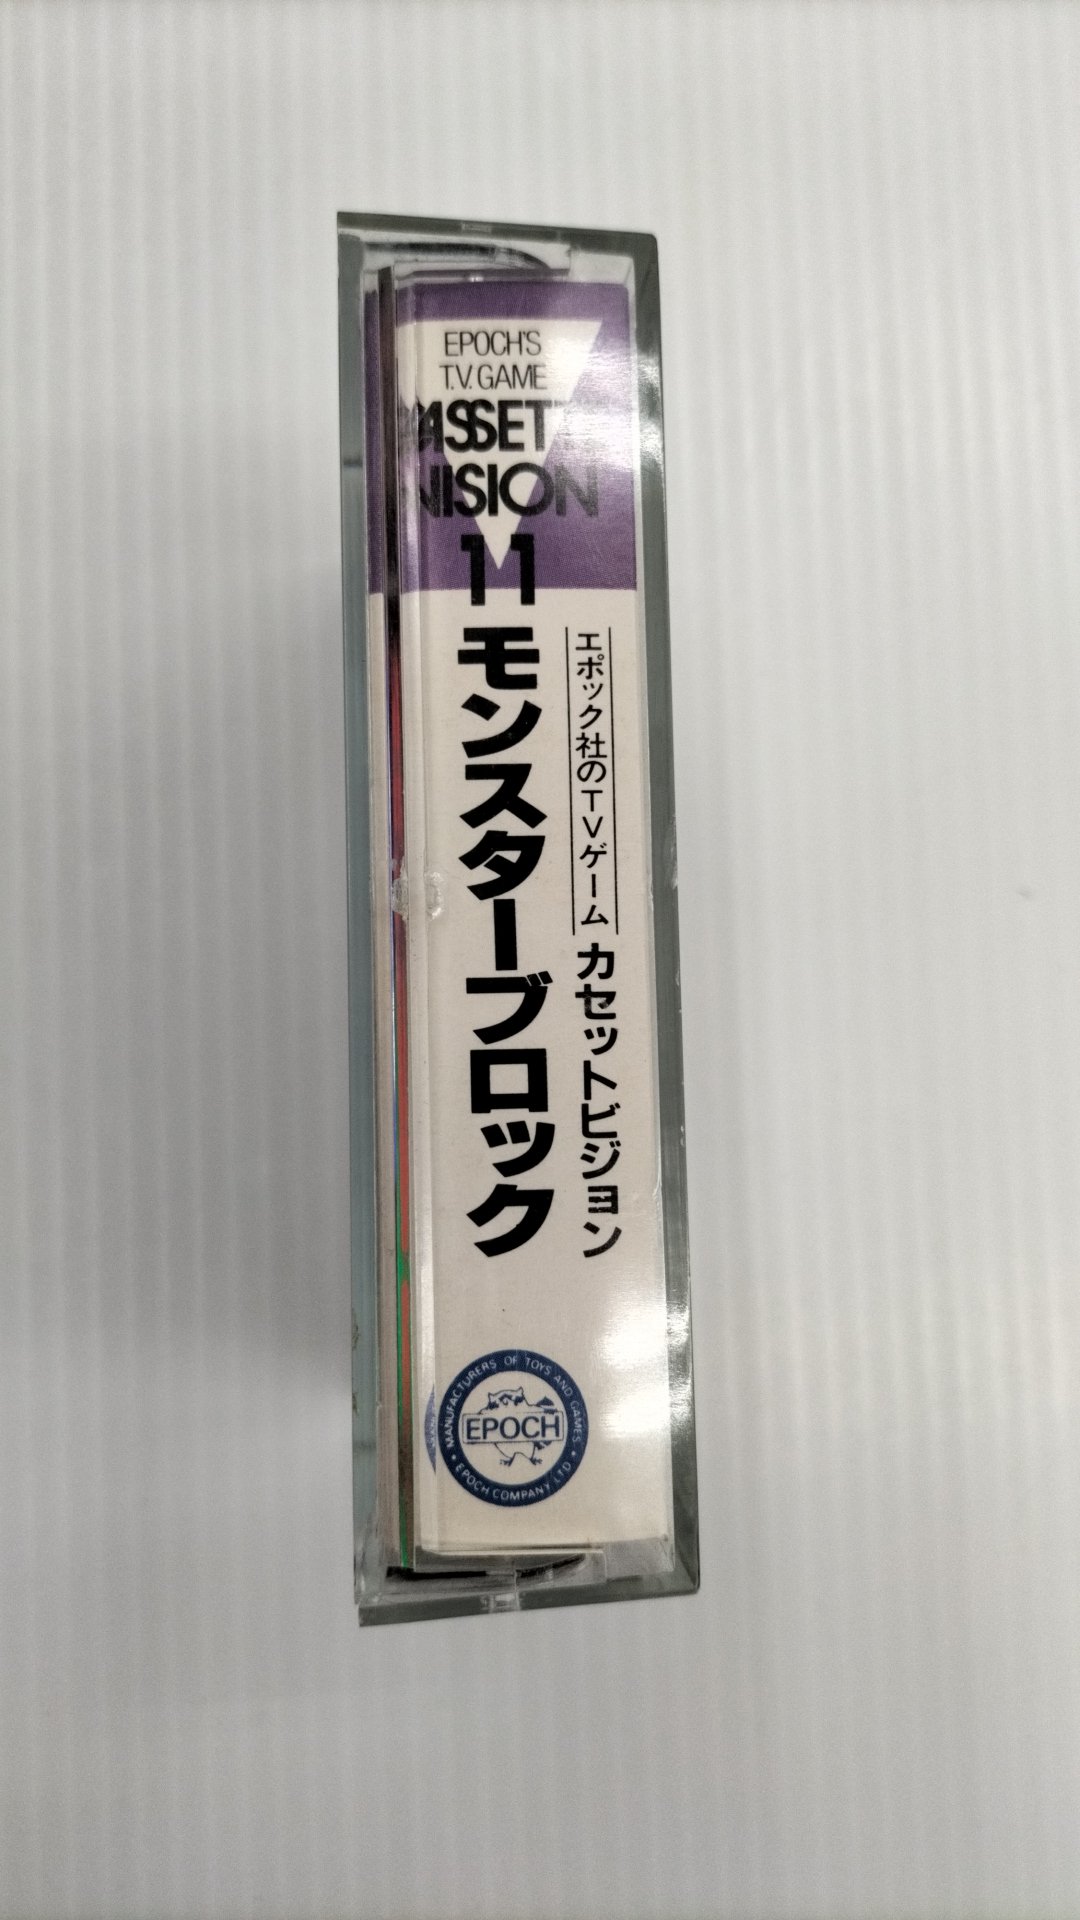 EPOCH'S
T.V. GAME
CASSETTE
VISION
11
モンスターブロック
エポック社のTVゲーム カセットビジョン
MANUFACTURERS OF TOYS AND GAMES
EPOCH
EPOCH COMPANY LTD.